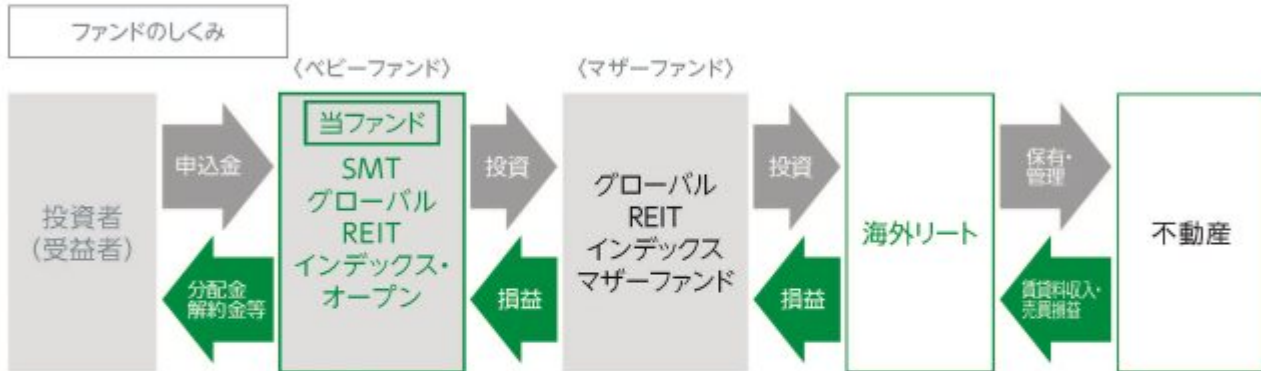 ファンドのしくみ
〈ベビーファンド〉
〈マザーファンド〉
投資者
(受益者)
申込金
分配金
解約金等
当ファンド
SMT
グローバル
REIT
インデックス・
オープン
投資
損益
グローバル
REIT
インデックス
マザーファンド
投資
損益
海外リート
保有・
管理
賃貸料収入・
売買損益
不動産